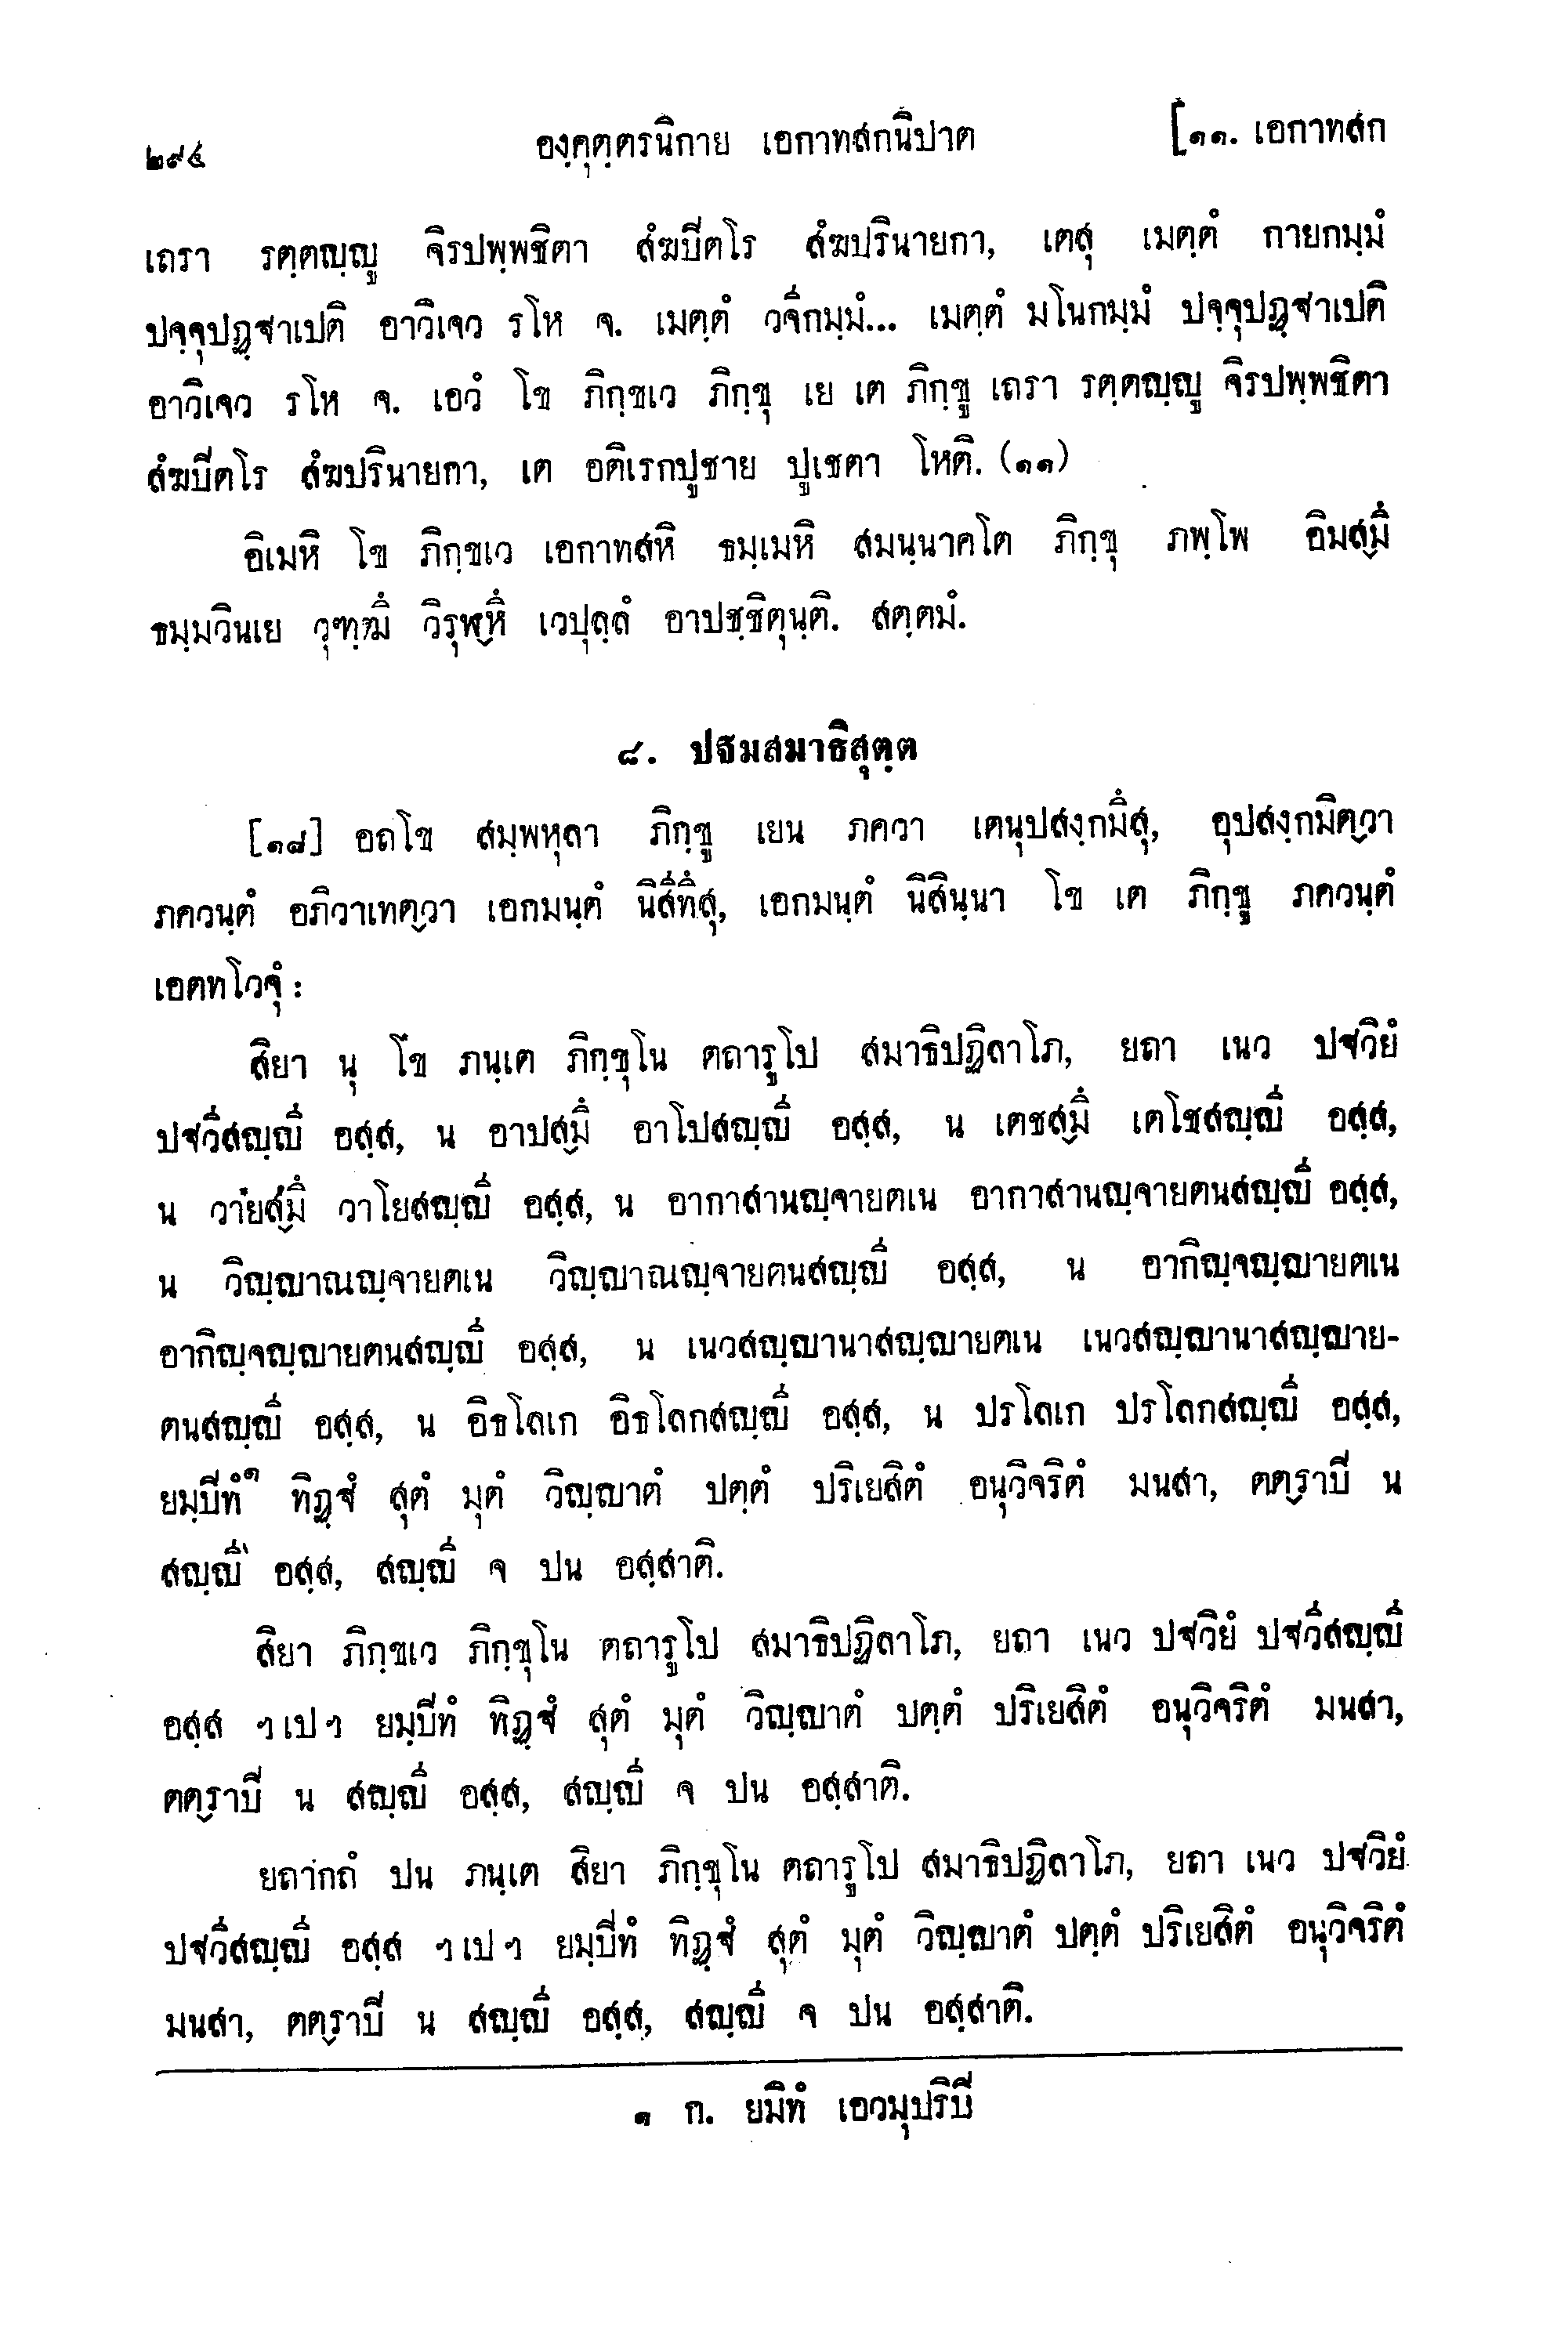 ๒๙๔ องฺคุตฺตรนิกาย เอกาทสกนิปาต [๑๑. เอกาทสก
เถรา รตฺตญฺญู จิรปพฺพชิตา สํฆปิตโร สํฆปรินายกา, เตสุ เมตฺตํ กายกมฺมํ
ปจฺจุปฏฺฐาเปติ อาวิเจว รโห จ. เมตฺตํ วจีกมฺมํ... เมตฺตํ มโนกมฺมํ ปจฺจุปฏฺฐาเปติ
อาวิเจว รโห จ. เอวํ โข ภิกฺขเว ภิกฺขุ เย เต ภิกฺขู เถรา รตฺตญฺญู จิรปพฺพชิตา
สํฆปิตโร สํฆปรินายกา, เต อติเรกปูชาย ปูเชตา โหติ. (๑๑)
อิเมหิ โข ภิกฺขเว เอกาทสหิ ธมฺเมหิ สมนฺนาคโต ภิกฺขุ ภพฺโพ อิมสฺมึ
ธมฺมวินเย วุฑฺฒึ วิรุฬฺหึ เวปุลฺลํ อาปชฺชิตุนฺติ. สตฺตมํ.
๘. ปฐมสมาธิสุตฺต
[๑๘] อถโข สมฺพหุลา ภิกฺขู เยน ภควา เตนุปสงฺกมึสุ, อุปสงฺกมิตฺวา
ภควนฺตํ อภิวาเทตฺวา เอกมนฺตํ นิสีทึสุ, เอกมนฺตํ นิสินฺนา โข เต ภิกฺขู ภควนฺตํ
เอตทโวจุํ :
สิยา นุ โข ภนฺเต ภิกฺขุโน ตถารูโป สมาธิปฏิลาโภ, ยถา เนว ปฐวิยํ
ปฐวีสญฺญี อสฺส, น อาปสฺมึ อาโปสญฺญี อสฺส, น เตชสฺมึ เตโชสญฺญี อสฺส,
น วายสฺมึ วาโยสญฺญี อสฺส, น อากาสานญฺจายตเน อากาสานญฺจายตนสญฺญี อสฺส,
น วิญฺญาณญฺจายตเน วิญฺญาณญฺจายตนสญฺญี อสฺส, น อากิญฺจญฺญายตเน
อากิญฺจญฺญายตนสญฺญี อสฺส, น เนวสญฺญานาสญฺญายตเน เนวสญฺญานาสญฺญาย-
ตนสญฺญี อสฺส, น อิธโลเก อิธโลกสญฺญี อสฺส, น ปรโลเก ปรโลกสญฺญี อสฺส,
ยมฺปีทํ๑ ทิฏฺฐํ สุตํ มุตํ วิญฺญาตํ ปตฺตํ ปริเยสิตํ อนุวิจริตํ มนสา, ตตฺราปิ น
สญฺญี อสฺส, สญฺญี จ ปน อสฺสาติ.
สิยา ภิกฺขเว ภิกฺขุโน ตถารูโป สมาธิปฏิลาโภ, ยถา เนว ปฐวิยํ ปฐวีสญฺญี
อสฺส ฯ เป ฯ ยมฺปีทํ ทิฏฺฐํ สุตํ มุตํ วิญฺญาตํ ปตฺตํ ปริเยสิตํ อนุวิจริตํ มนสา,
ตตฺราปิ น สญฺญี อสฺส, สญฺญี จ ปน อสฺสาติ.
ยถากถํ ปน ภนฺเต สิยา ภิกฺขุโน ตถารูโป สมาธิปฏิลาโภ, ยถา เนว ปฐวิยํ
ปฐวีสญฺญี อสฺส ฯ เป ฯ ยมฺปีทํ ทิฏฺฐํ สุตํ มุตํ วิญฺญาตํ ปตฺตํ ปริเยสิตํ อนุวิจริตํ
มนสา, ตตฺราปิ น สญฺญี อสฺส, สญฺญี จ ปน อสฺสาติ.
๑ ก. ยมิทํ เอวมุปริปิ